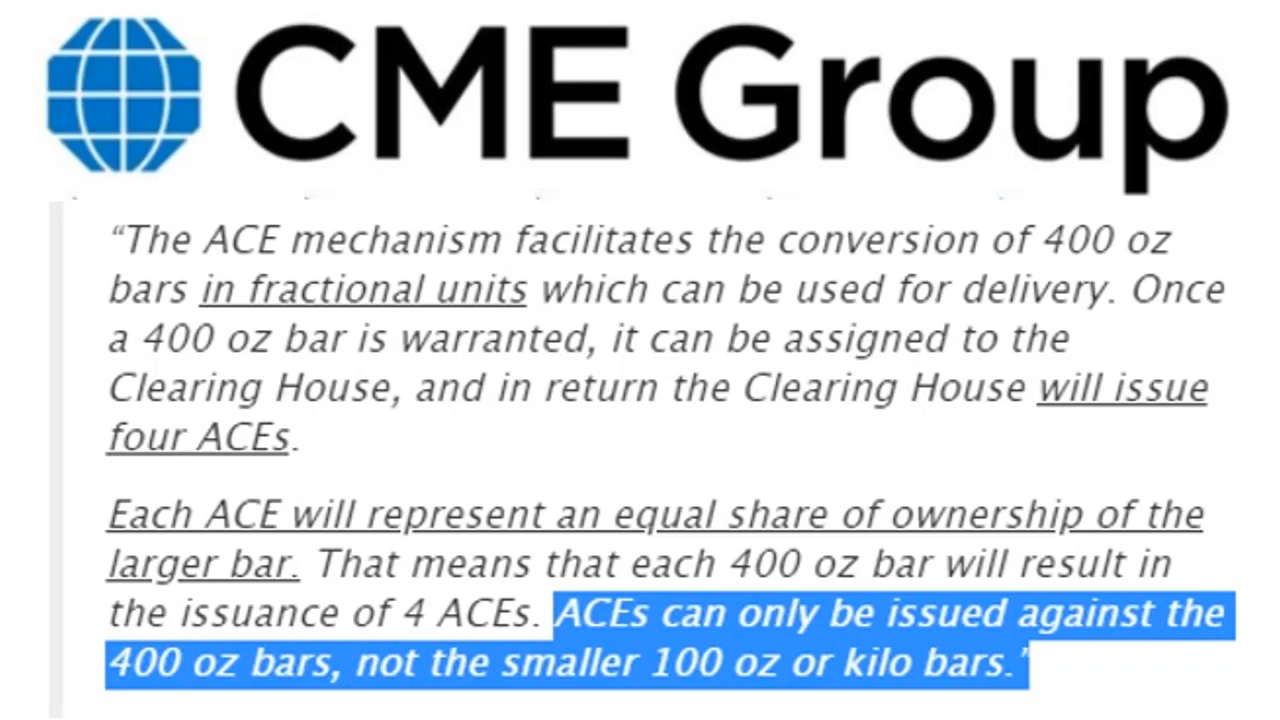 CME Group
“The ACE mechanism facilitates the conversion of 400 oz
bars in fractional units which can be used for delivery. Once
a 400 oz bar is warranted, it can be assigned to the
Clearing House, and in return the Clearing House will issue
four ACEs.
Each ACE will represent an equal share of ownership of the
larger bar. That means that each 400 oz bar will result in
the issuance of 4 ACEs. ACEs can only be issued against the
400 oz bars, not the smaller 100 oz or kilo bars.”